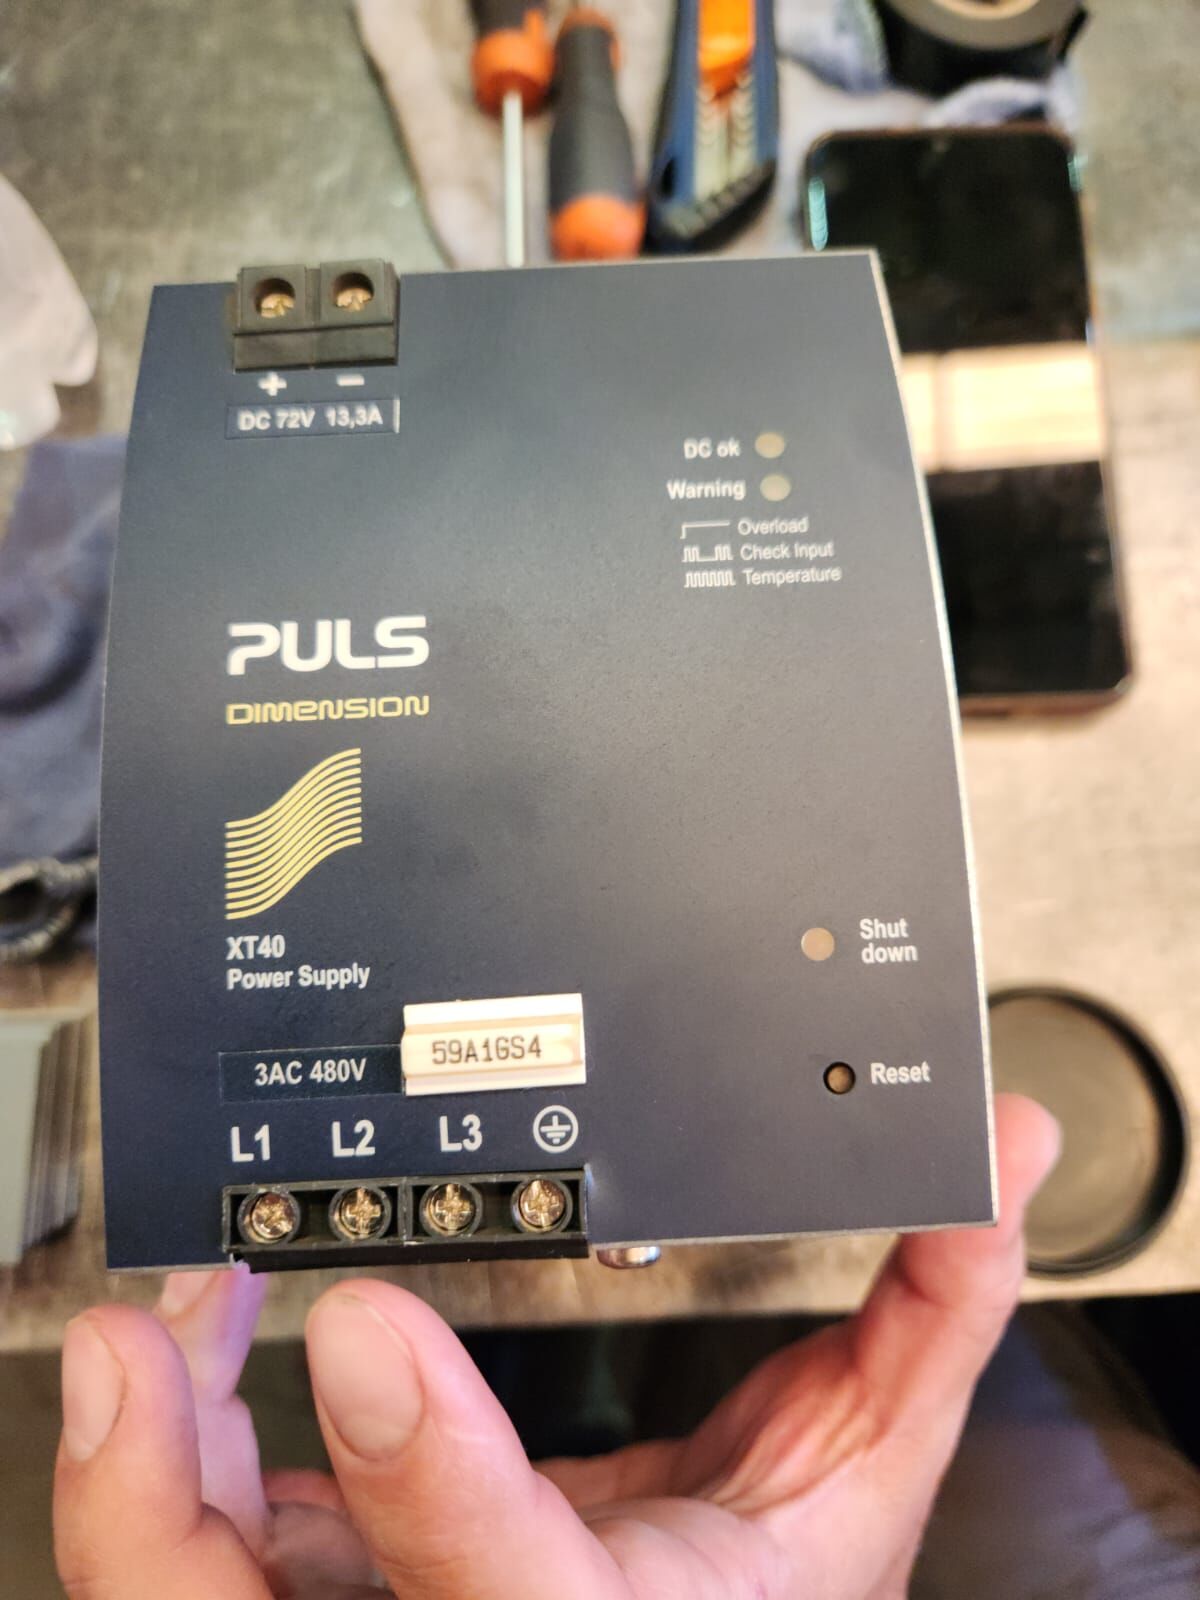 + -
DC 72V 13,3A
DC ok
Warning
Overload
Check Input
Temperature
PULS
DIMENSION
XT40
Power Supply
Shut
down
59A1GS4
3AC 480V
Reset
L1 L2 L3